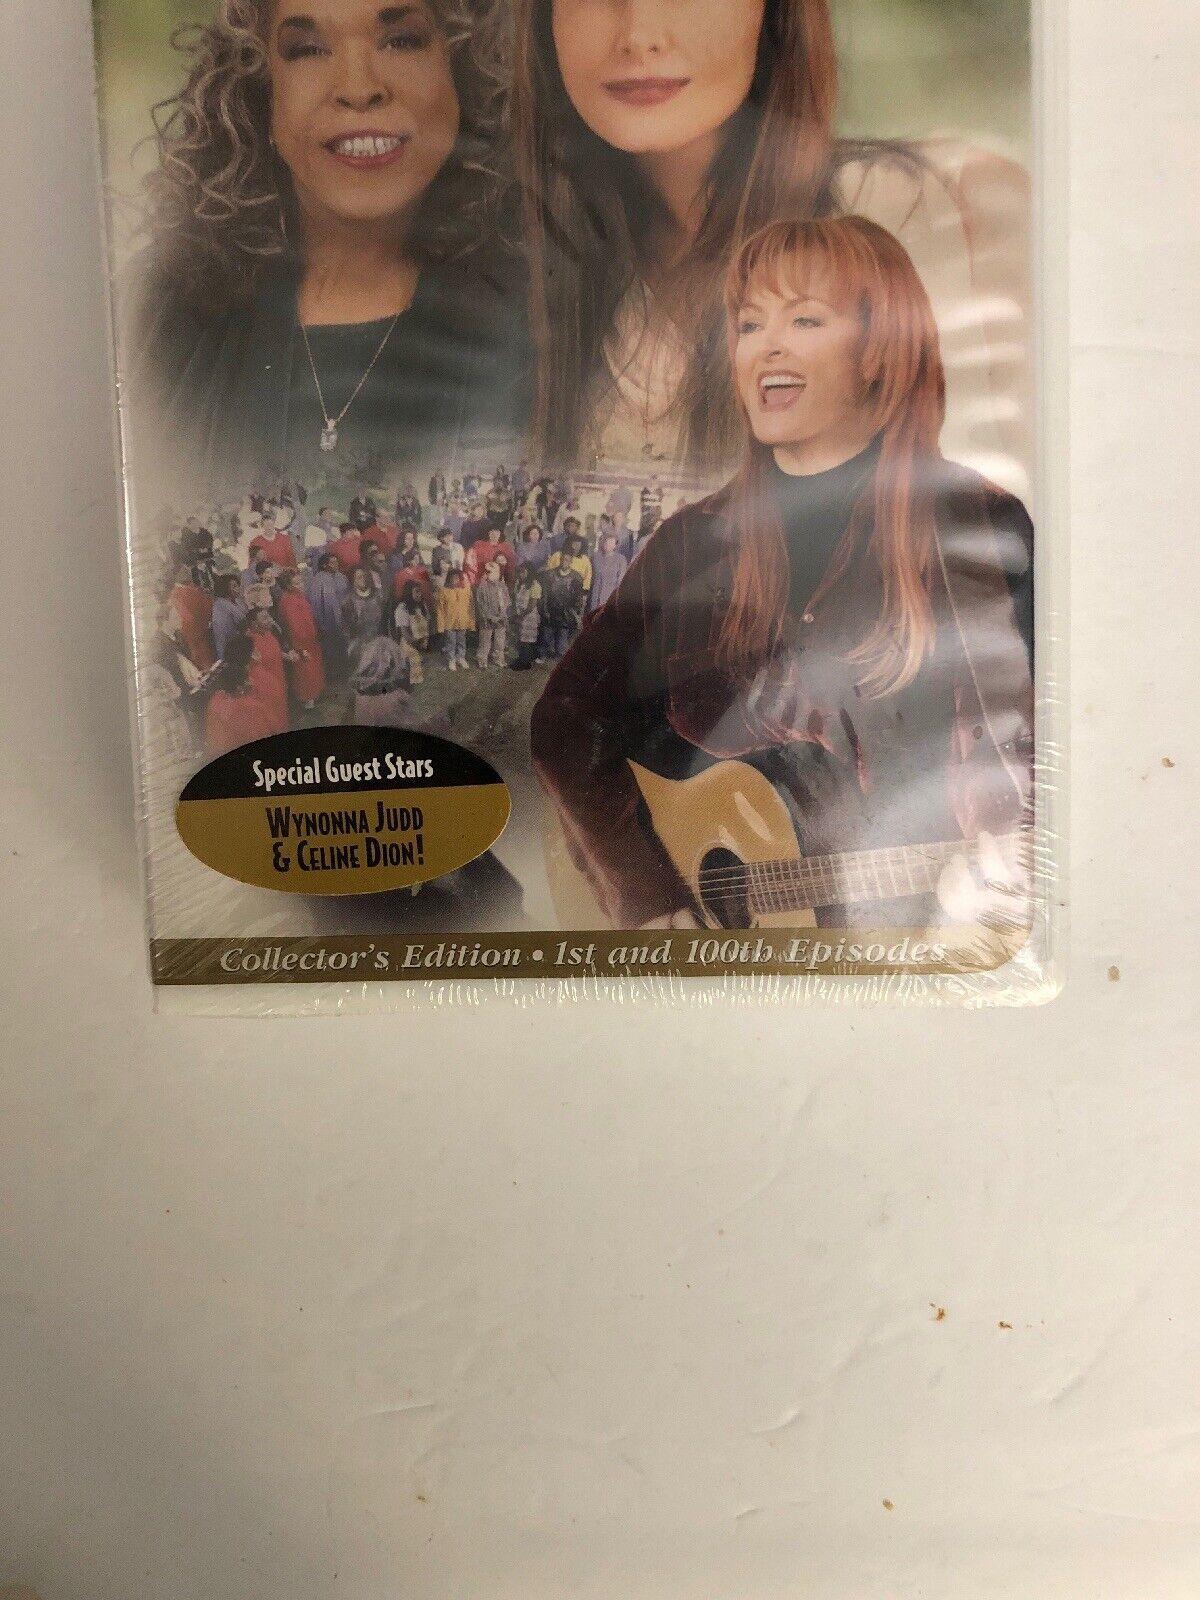 Special Guest Stars
WYNONNA JUDD
& CELINE DION!
Collector's Edition • 1st and 100th Episodes